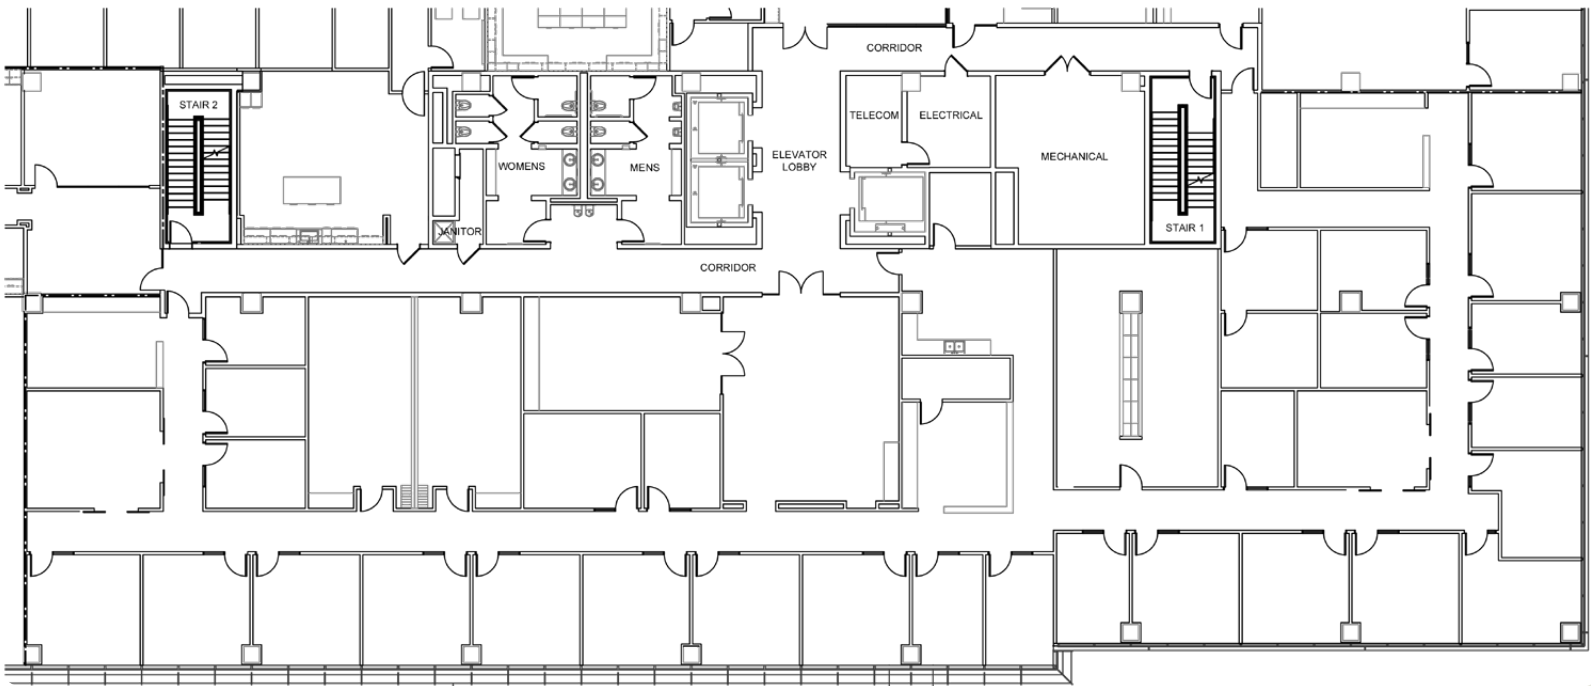 CORRIDOR
STAIR 2
TELECOM
ELECTRICAL
ELEVATOR
LOBBY
MECHANICAL
WOMENS
MENS
STAIR 1
JANITOR
CORRIDOR